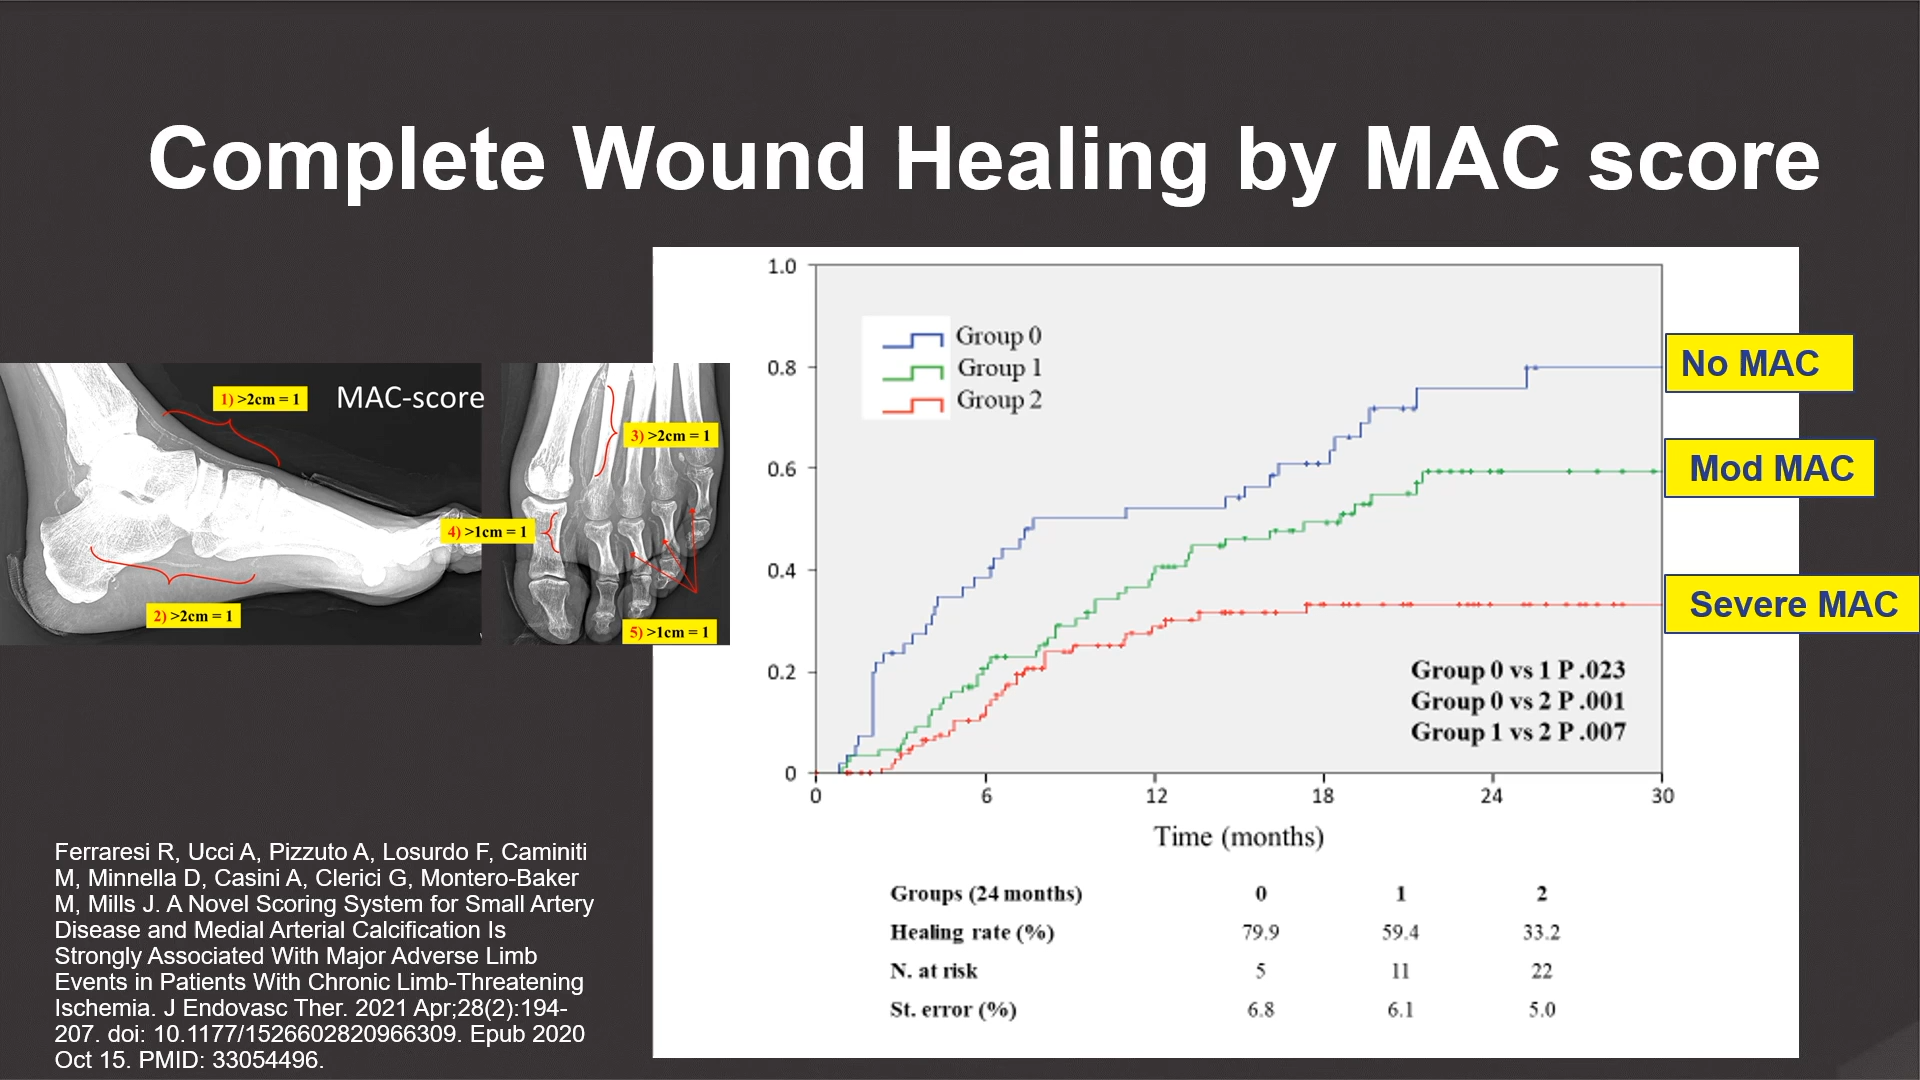 Complete Wound Healing by MAC score
MAC-score
1) >2cm = 1
2) >2cm = 1
3) >2cm = 1
4) >1cm = 1
5) >1cm = 1
1.0
0.8
0.6
0.4
0.2
0
Group 0
Group 1
Group 2
No MAC
Mod MAC
Severe MAC
Group 0 vs 1 P .023
Group 0 vs 2 P .001
Group 1 vs 2 P .007
0 6 12 18 24 30
Time (months)
Groups (24 months) 0 1 2
Healing rate (%) 79.9 59.4 33.2
N. at risk 5 11 22
St. error (%) 6.8 6.1 5.0
Ferraresi R, Ucci A, Pizzuto A, Losurdo F, Caminiti
M, Minnella D, Casini A, Clerici G, Montero-Baker
M, Mills J. A Novel Scoring System for Small Artery
Disease and Medial Arterial Calcification Is
Strongly Associated With Major Adverse Limb
Events in Patients With Chronic Limb-Threatening
Ischemia. J Endovasc Ther. 2021 Apr;28(2):194-
207. doi: 10.1177/1526602820966309. Epub 2020
Oct 15. PMID: 33054496.